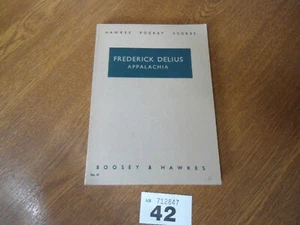 HAWKES POCKET SCORES
FREDERICK DELIUS
APPALACHIA
BOOSEY & HAWKES
712847
42